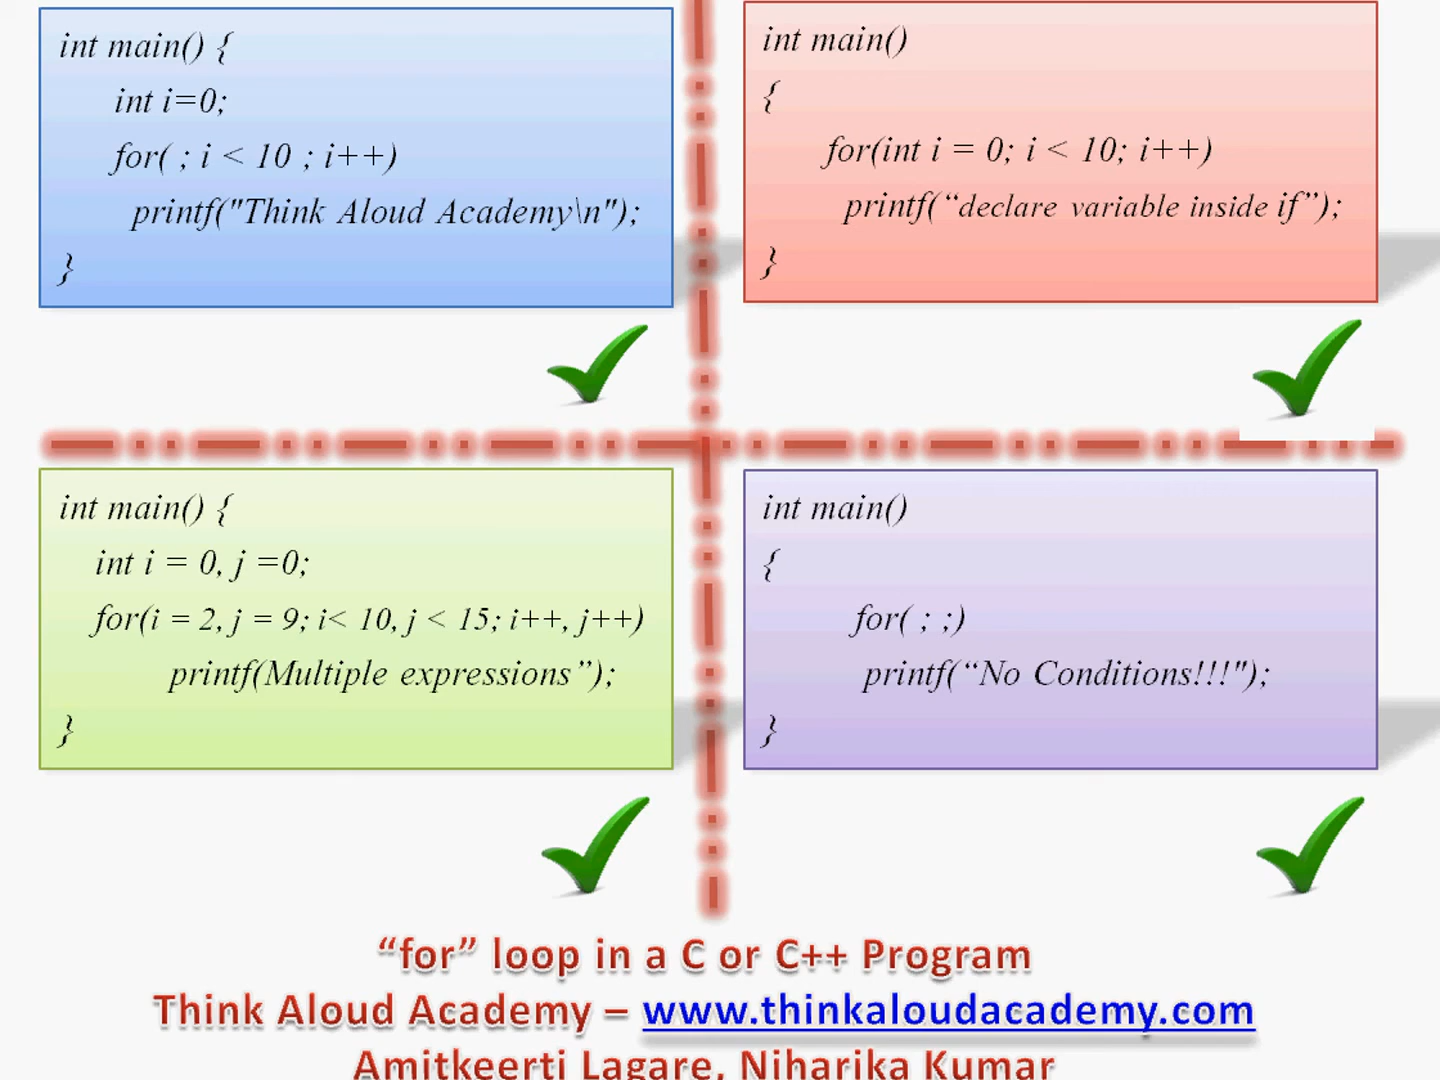 int main() {
int i=0;
for( ; i < 10 ; i++)
printf("Think Aloud Academy\n");
}
int main()
{
for(int i = 0; i < 10; i++)
printf(“declare variable inside if”);
}
int main() {
int i = 0, j =0;
for(i = 2, j = 9; i< 10, j < 15; i++, j++)
printf(Multiple expressions”);
}
int main()
{
for( ; ;)
printf(“No Conditions!!!");
}
“for” loop in a C or C++ Program
Think Aloud Academy – www.thinkaloudacademy.com
Amitkeerti Lagare, Niharika Kumar